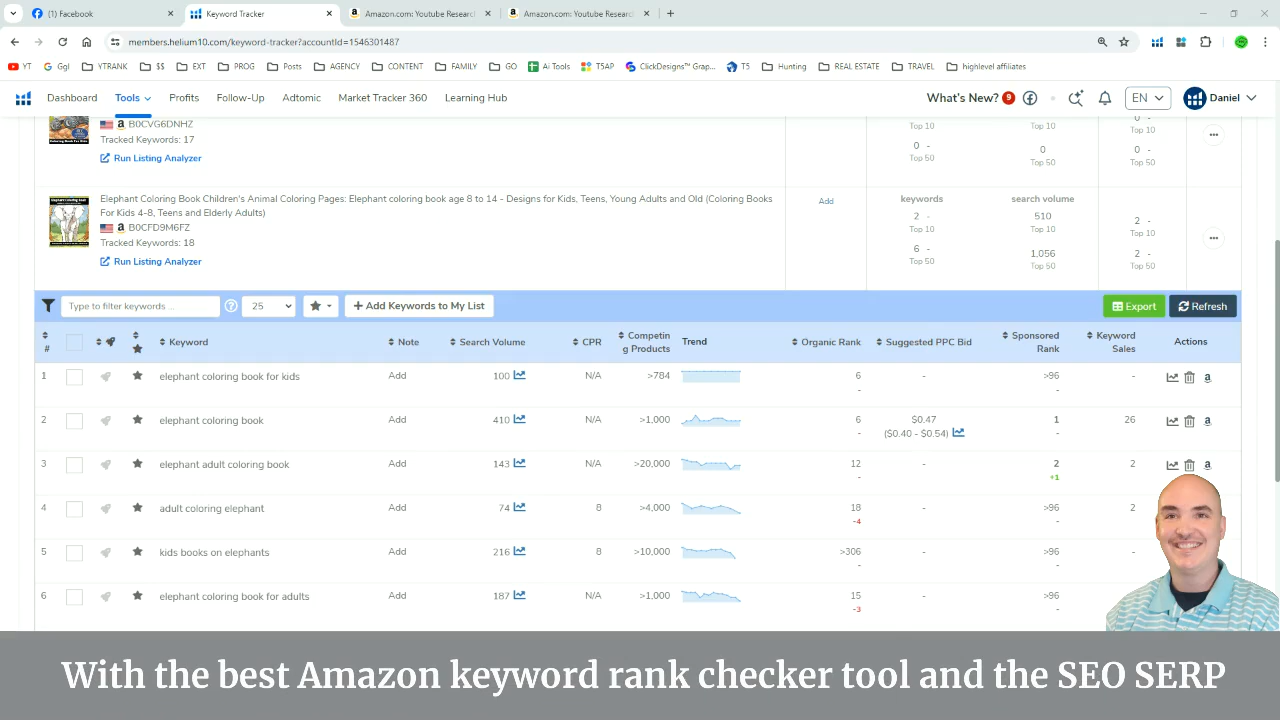 (1) Facebook
Keyword Tracker
Amazon.com: Youtube Researc
Amazon.com: Youtube Researc
members.helium10.com/keyword-tracker?accountId=1546301487
YT
Ggl
YTRANK
$$
EXT
PROG
Posts
AGENCY
CONTENT
FAMILY
GO
Ai Tools
T5AP
ClickDesigns™ Grap...
T5
Hunting
REAL ESTATE
TRAVEL
highlevel affiliates
Dashboard
Tools
Profits
Follow-Up
Adtomic
Market Tracker 360
Learning Hub
What's New? 9
EN
Daniel
B0CVG6DNHZ
Tracked Keywords: 17
Run Listing Analyzer
Top 10
0 -
Top 50
Top 10
0
Top 50
0 -
Top 10
0 -
Top 50
Elephant Coloring Book Children's Animal Coloring Pages: Elephant coloring book age 8 to 14 - Designs for Kids, Teens, Young Adults and Old (Coloring Books
For Kids 4-8, Teens and Elderly Adults)
B0CFD9M6FZ
Tracked Keywords: 18
Run Listing Analyzer
Add
keywords
2 -
Top 10
6 -
Top 50
search volume
510
Top 10
1,056
Top 50
2 -
Top 10
2 -
Top 50
Type to filter keywords ...
25
+ Add Keywords to My List
Export
Refresh
# Keyword Note Search Volume CPR Competin
g Products Trend Organic Rank Suggested PPC Bid Sponsored
Rank Keyword
Sales Actions
1 elephant coloring book for kids Add 100 N/A >784 6 - >96 -
- -
2 elephant coloring book Add 410 N/A >1,000 6 $0.47 1 26
- ($0.40 - $0.54) -
3 elephant adult coloring book Add 143 N/A >20,000 12 - 2 2
- +1
4 adult coloring elephant Add 74 8 >4,000 18 - >96 2
-4 -
5 kids books on elephants Add 216 8 >10,000 >306 - >96 -
- -
6 elephant coloring book for adults Add 187 N/A >1,000 15 - >96
-3 -
With the best Amazon keyword rank checker tool and the SEO SERP